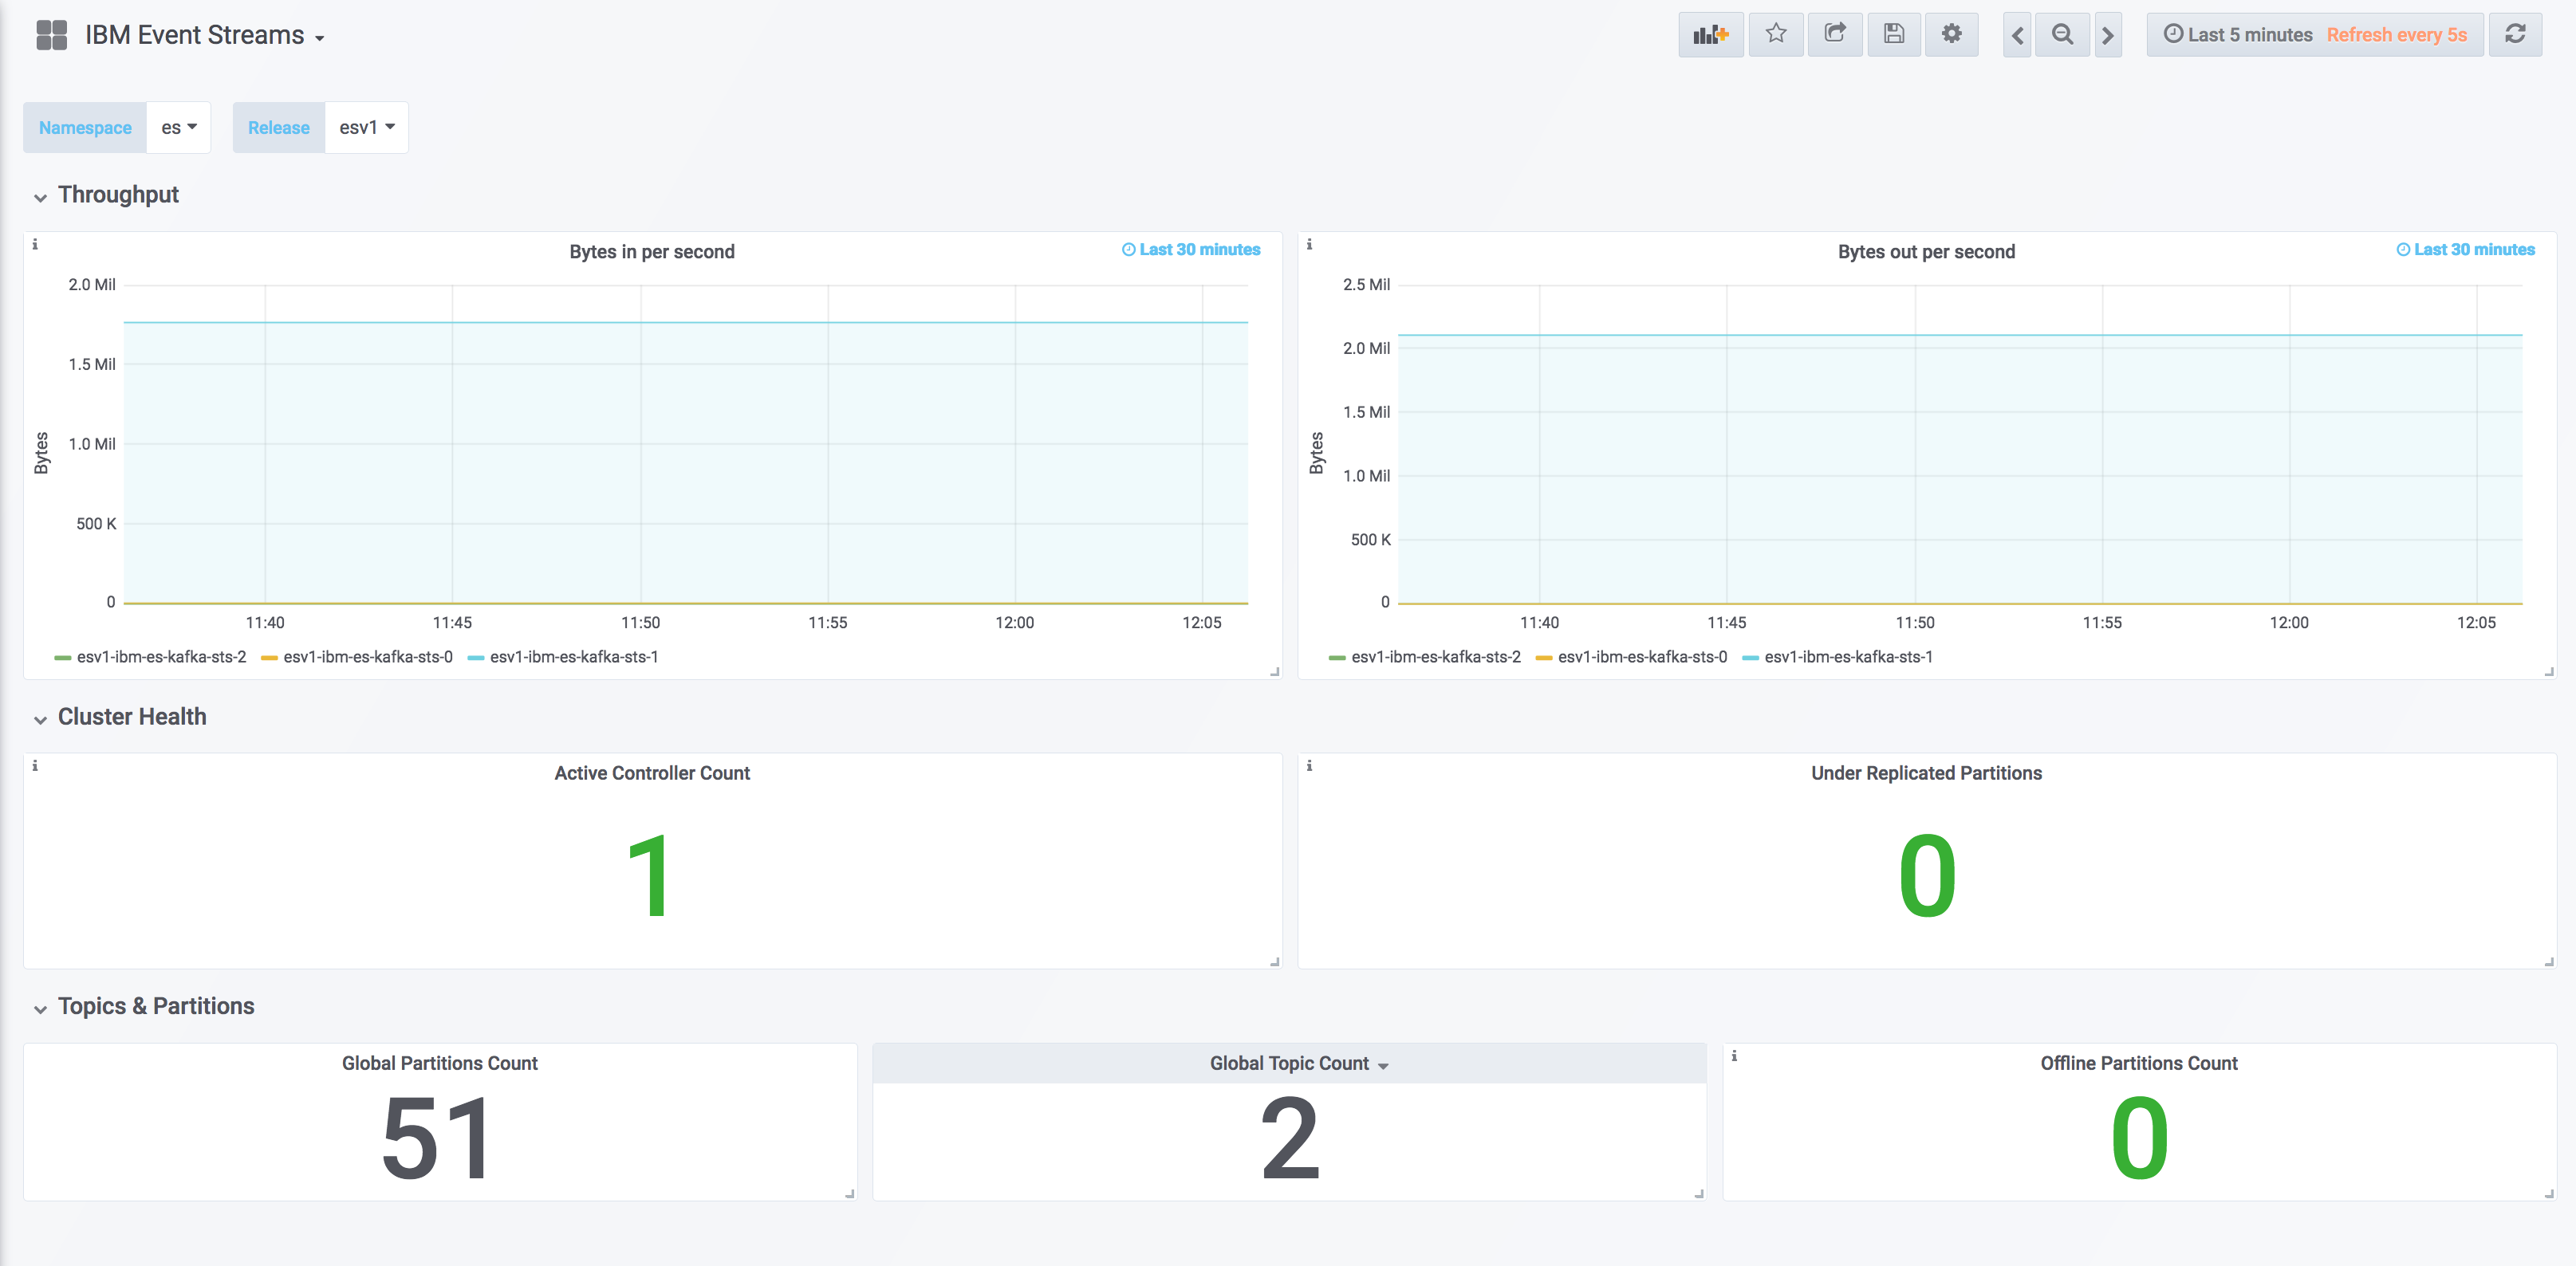 IBM Event Streams
Last 5 minutes Refresh every 5s
Namespace es Release esv1
Throughput
Bytes in per second
Last 30 minutes
2.0 Mil
1.5 Mil
1.0 Mil
500 K
0
Bytes
11:40 11:45 11:50 11:55 12:00 12:05
esv1-ibm-es-kafka-sts-2 esv1-ibm-es-kafka-sts-0 esv1-ibm-es-kafka-sts-1
Bytes out per second
Last 30 minutes
2.5 Mil
2.0 Mil
1.5 Mil
1.0 Mil
500 K
0
Bytes
11:40 11:45 11:50 11:55 12:00 12:05
esv1-ibm-es-kafka-sts-2 esv1-ibm-es-kafka-sts-0 esv1-ibm-es-kafka-sts-1
Cluster Health
Active Controller Count
1
Under Replicated Partitions
0
Topics & Partitions
Global Partitions Count
51
Global Topic Count
2
Offline Partitions Count
0